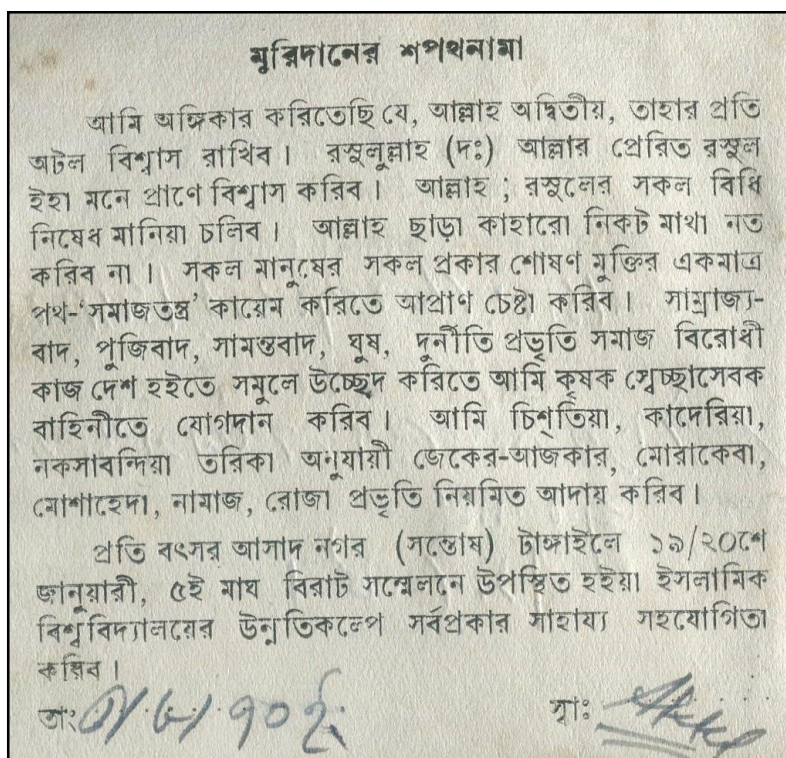 মুরিদানের শপথনামা
আমি অঙ্গিকার করিতেছি যে, আল্লাহ অদ্বিতীয়, তাহার প্রতি
অটল বিশ্বাস রাখিব। রসূলুল্লাহ (দঃ) আল্লার প্রেরিত রসূল
ইহা মনে প্রাণে বিশ্বাস করিব। আল্লাহ ; রসূলের সকল বিধি
নিষেধ মানিয়া চলিব। আল্লাহ ছাড়া কাহারো নিকট মাথা নত
করিব না। সকল মানুষের সকল প্রকার শোষণ মুক্তির একমাত্র
পথ-‘সমাজতন্ত্র’ কায়েম করিতে আপ্রাণ চেষ্টা করিব। সাম্রাজ্য-
বাদ, পুজিবাদ, সামন্তবাদ, ঘুষ, দুর্নীতি প্রভৃতি সমাজ বিরোধী
কাজ দেশ হইতে সমূলে উচ্ছেদ করিতে আমি কৃষক স্বেচ্ছাসেবক
বাহিনীতে যোগদান করিব। আমি চিশ্‌তিয়া, কাদেরিয়া,
নকসাবন্দিয়া তরিকা অনুযায়ী জেকের-আজকার, মোরাকেবা,
মোশাহেদা, নামাজ, রোজা প্রভৃতি নিয়মিত আদায় করিব।
প্রতি বৎসর আসাদ নগর (সন্তোষ) টাঙ্গাইলে ১৯/২০শে
জানুয়ারী, ৫ই মাঘ বিরাট সম্মেলনে উপস্থিত হইয়া ইসলামিক
বিশ্ববিদ্যালয়ের উন্নতিকল্পে সর্বপ্রকার সাহায্য সহযোগিতা
করিব।
তাং স্বাঃ